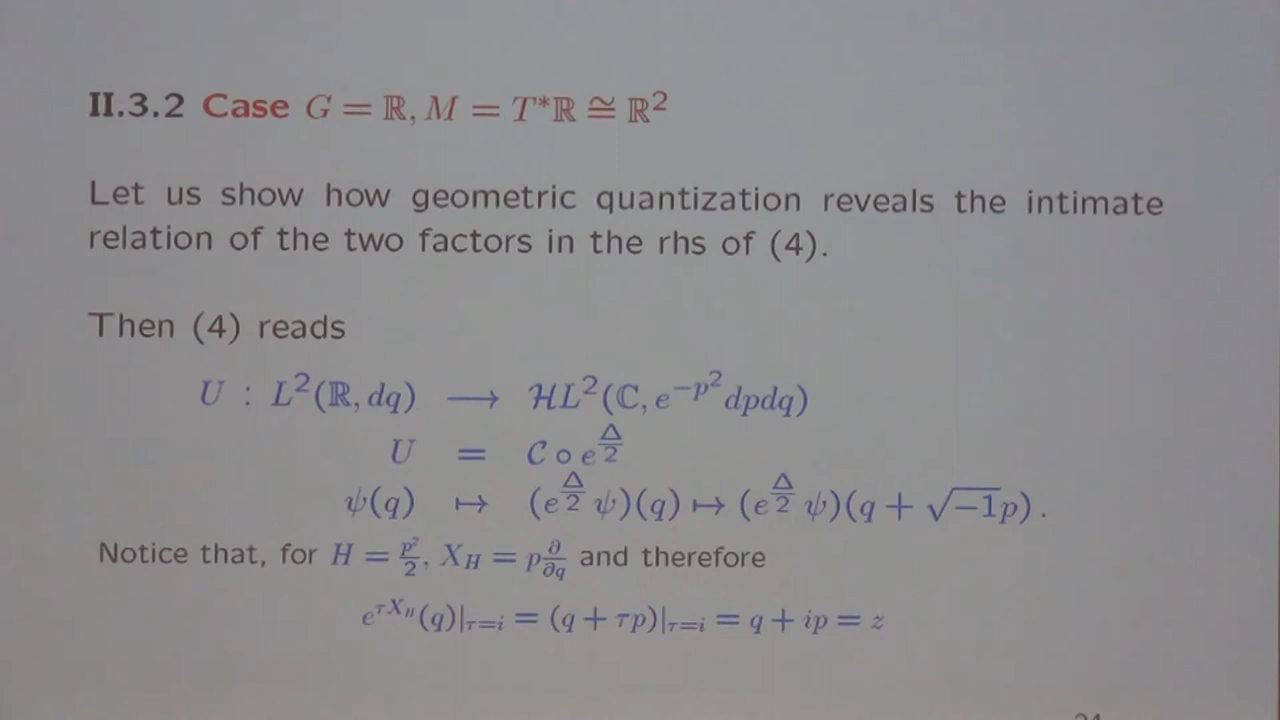 II.3.2 Case G = ℝ, M = T*ℝ ≅ ℝ²
Let us show how geometric quantization reveals the intimate
relation of the two factors in the rhs of (4).
Then (4) reads
U : L²(ℝ, dq) ⟶ ℋL²(ℂ, e^{-p²}dpdq)
U = 𝒞 ∘ e^{Δ/2}
ψ(q) ↦ (e^{Δ/2} ψ)(q) ↦ (e^{Δ/2} ψ)(q + √−1p).
Notice that, for H = p²/2, X_H = p ∂/∂q and therefore
e^{τX_H}(q)|_{τ=i} = (q + τp)|_{τ=i} = q + ip = z